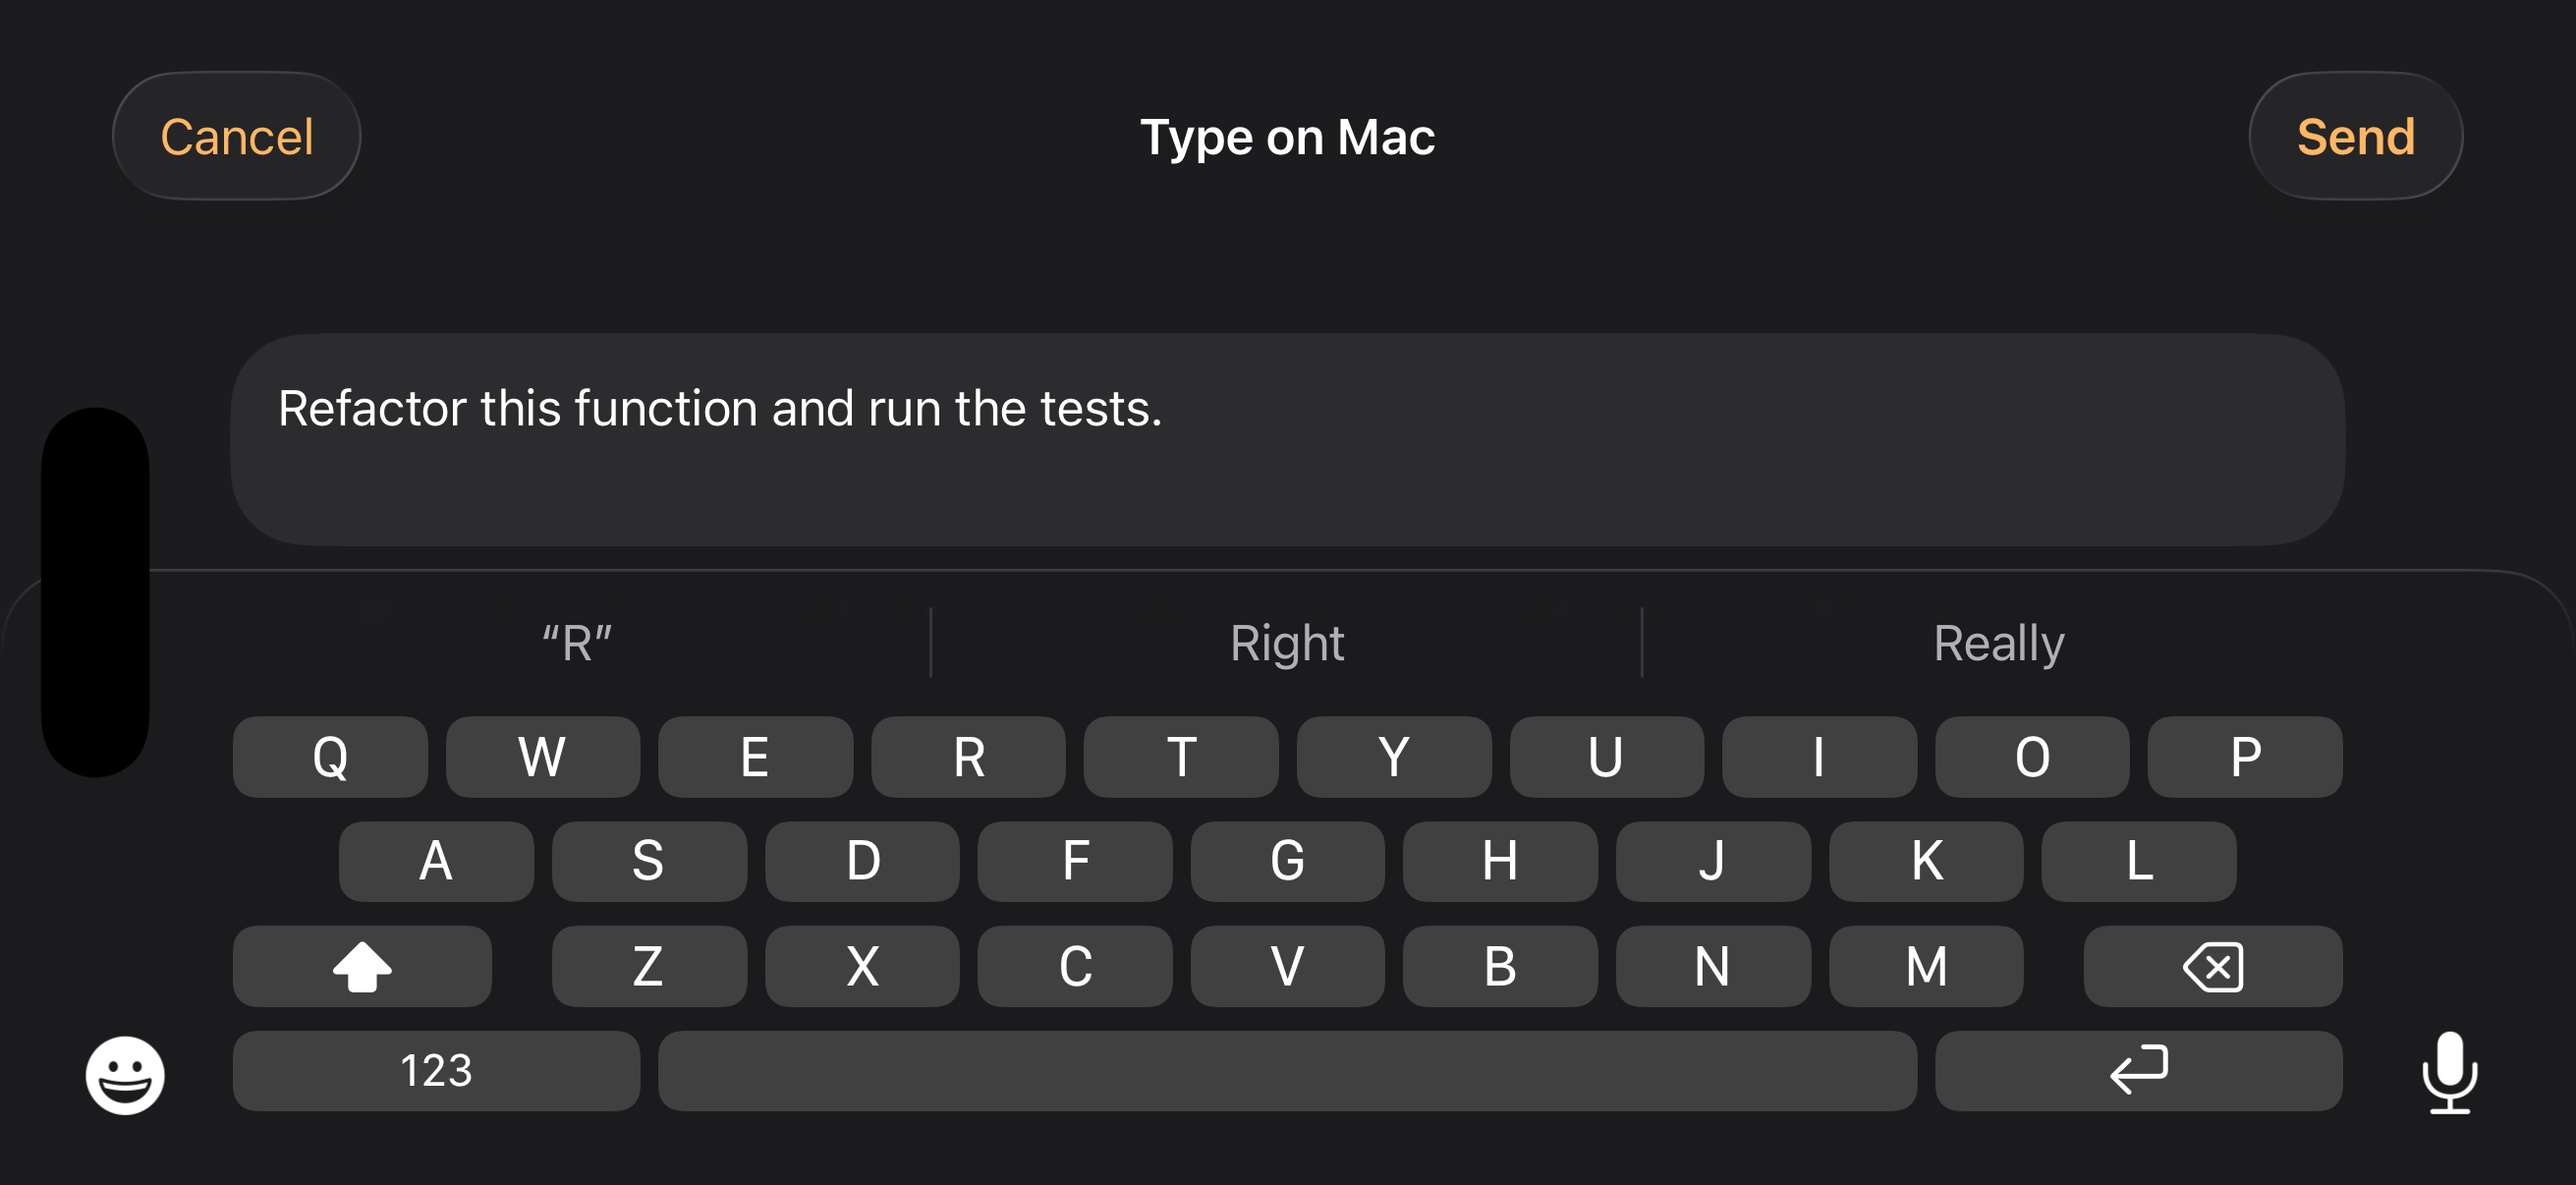 Cancel
Type on Mac
Send
Refactor this function and run the tests.
“R”
Right
Really
Q W E R T Y U I O P
A S D F G H J K L
Z X C V B N M
123